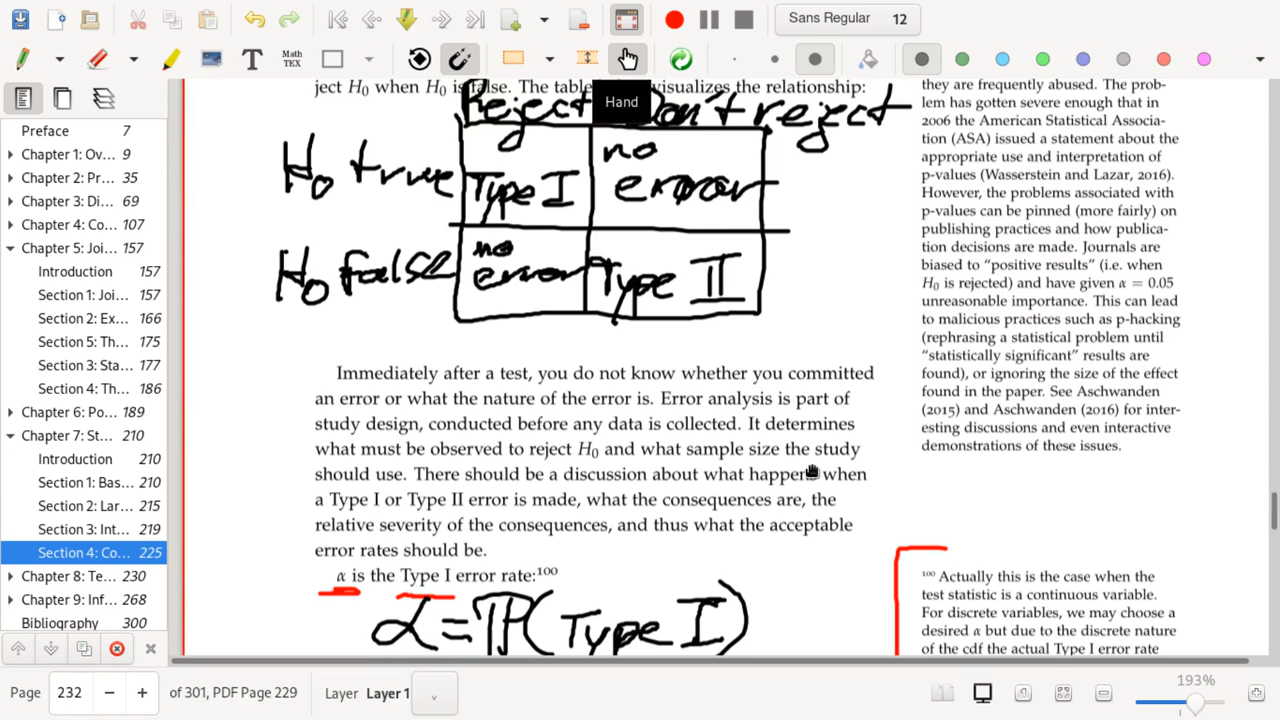 Sans Regular 12
T Math TEX
Preface 7
Chapter 1: Ov... 9
Chapter 2: Pr... 35
Chapter 3: Di... 69
Chapter 4: Co... 107
Chapter 5: Joi... 157
Introduction 157
Section 1: Joi... 157
Section 2: Ex... 166
Section 5: Th... 175
Section 3: Sta... 177
Section 4: Th... 186
Chapter 6: Po... 189
Chapter 7: St... 210
Introduction 210
Section 1: Bas... 210
Section 2: Lar... 215
Section 3: Int... 219
Section 4: Co... 225
Chapter 8: Te... 230
Chapter 9: Inf... 268
Bibliography 300
ject H₀ when H₀ is false. The table visualizes the relationship:
Hand
Reject Don't reject
H₀ true Type I no error
H₀ false no error Type II
Immediately after a test, you do not know whether you committed
an error or what the nature of the error is. Error analysis is part of
study design, conducted before any data is collected. It determines
what must be observed to reject H₀ and what sample size the study
should use. There should be a discussion about what happens when
a Type I or Type II error is made, what the consequences are, the
relative severity of the consequences, and thus what the acceptable
error rates should be.
α is the Type I error rate:¹⁰⁰
α = ℙ(Type I)
they are frequently abused. The prob-
lem has gotten severe enough that in
2006 the American Statistical Associa-
tion (ASA) issued a statement about the
appropriate use and interpretation of
p-values (Wasserstein and Lazar, 2016).
However, the problems associated with
p-values can be pinned (more fairly) on
publishing practices and how publica-
tion decisions are made. Journals are
biased to “positive results” (i.e. when
H₀ is rejected) and have given α = 0.05
unreasonable importance. This can lead
to malicious practices such as p-hacking
(rephrasing a statistical problem until
“statistically significant” results are
found), or ignoring the size of the effect
found in the paper. See Aschwanden
(2015) and Aschwanden (2016) for inter-
esting discussions and even interactive
demonstrations of these issues.
¹⁰⁰ Actually this is the case when the
test statistic is a continuous variable.
For discrete variables, we may choose a
desired α but due to the discrete nature
of the cdf the actual Type I error rate
Page 232 − + of 301, PDF Page 229 Layer Layer 1 193%